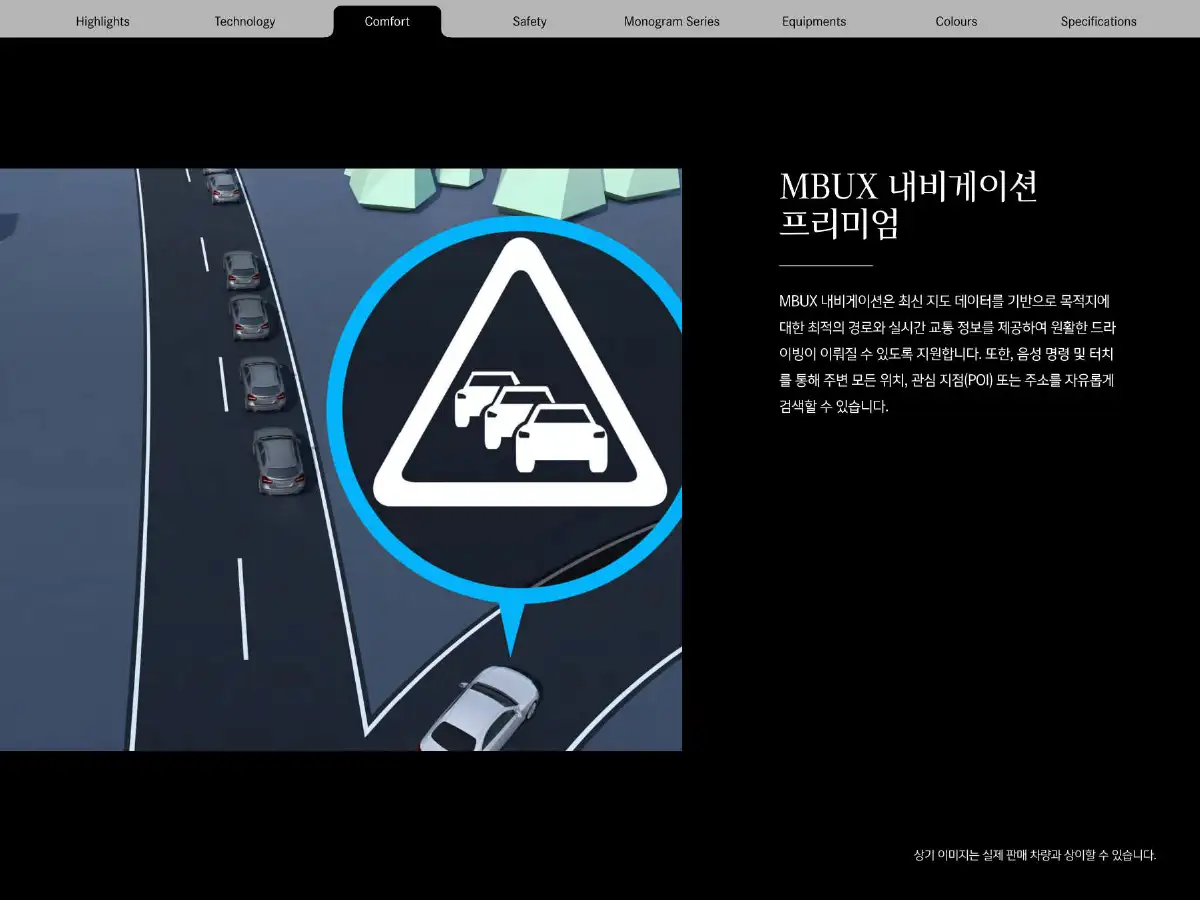 Highlights
Technology
Comfort
Safety
Monogram Series
Equipments
Colours
Specifications
MBUX 내비게이션
프리미엄
MBUX 내비게이션은 최신 지도 데이터를 기반으로 목적지에
대한 최적의 경로와 실시간 교통 정보를 제공하여 원활한 드라
이빙이 이뤄질 수 있도록 지원합니다. 또한, 음성 명령 및 터치
를 통해 주변 모든 위치, 관심 지점(POI) 또는 주소를 자유롭게
검색할 수 있습니다.
상기 이미지는 실제 판매 차량과 상이할 수 있습니다.